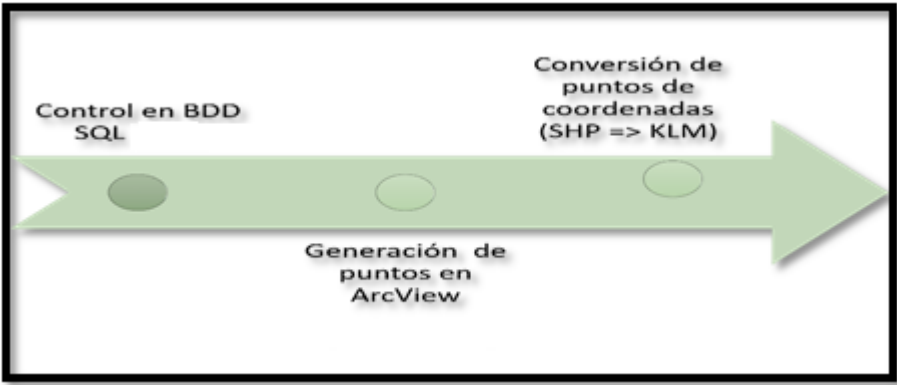 Control en BDD
SQL
Generación de
puntos en
ArcView
Conversión de
puntos de
coordenadas
(SHP => KLM)